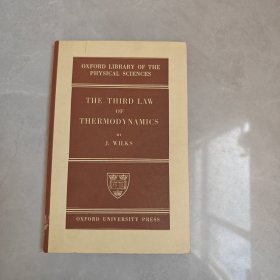 OXFORD LIBRARY OF THE
PHYSICAL SCIENCES
THE THIRD LAW
OF
THERMODYNAMICS
BY
J. WILKS
OXFORD UNIVERSITY PRESS